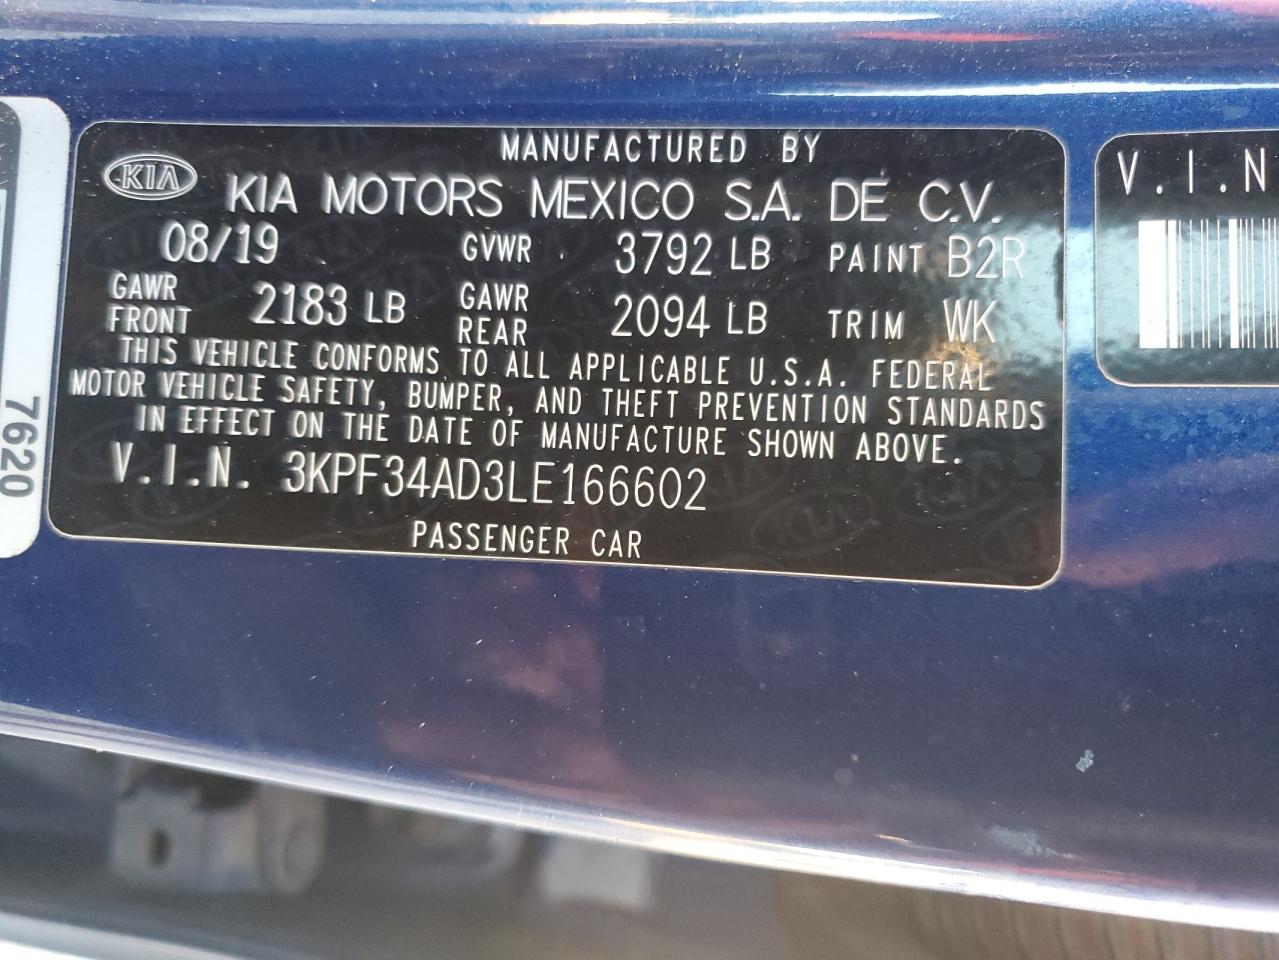 MANUFACTURED BY
KIA
KIA MOTORS MEXICO S.A. DE C.V.
08/19 GVWR 3792 LB PAINT B2R
GAWR FRONT 2183 LB GAWR REAR 2094 LB TRIM WK
THIS VEHICLE CONFORMS TO ALL APPLICABLE U.S.A. FEDERAL
MOTOR VEHICLE SAFETY, BUMPER, AND THEFT PREVENTION STANDARDS
IN EFFECT ON THE DATE OF MANUFACTURE SHOWN ABOVE.
V.I.N. 3KPF34AD3LE166602
PASSENGER CAR
V.I.N
7620